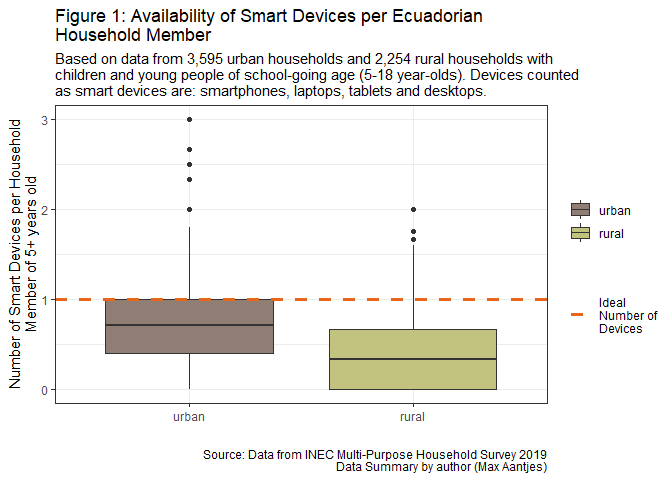 Figure 1: Availability of Smart Devices per Ecuadorian
Household Member
Based on data from 3,595 urban households and 2,254 rural households with
children and young people of school-going age (5-18 year-olds). Devices counted
as smart devices are: smartphones, laptops, tablets and desktops.
Number of Smart Devices per Household
Member of 5+ years old
3
2
1
0
urban
rural
urban
rural
Ideal
Number of
Devices
Source: Data from INEC Multi-Purpose Household Survey 2019
Data Summary by author (Max Aantjes)